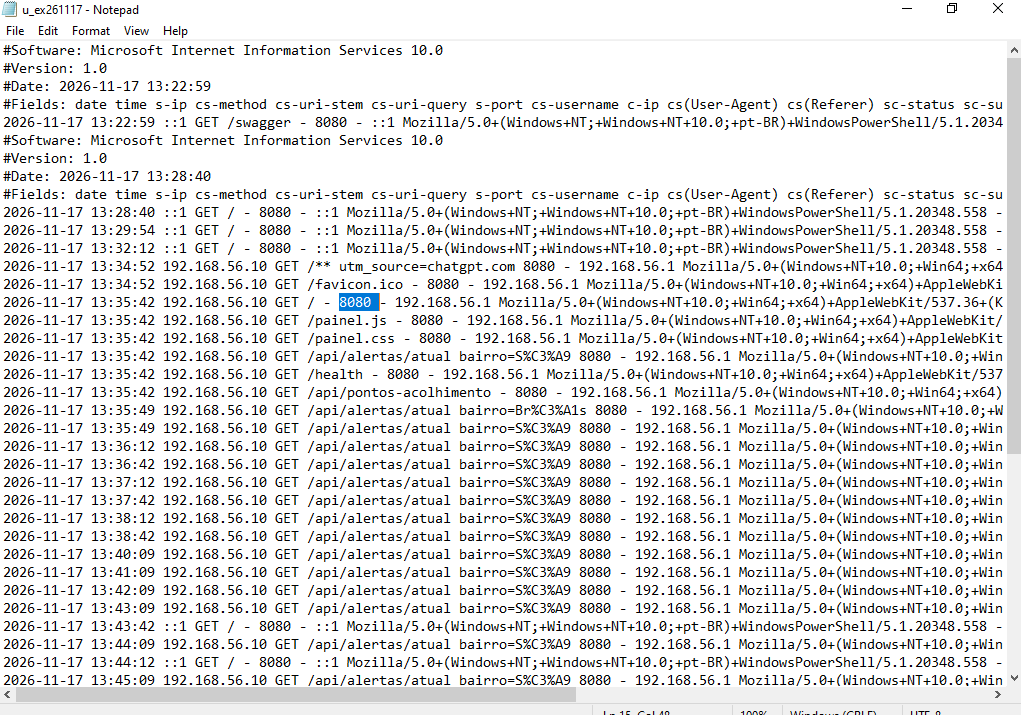 u_ex261117 - Notepad
File Edit Format View Help
#Software: Microsoft Internet Information Services 10.0
#Version: 1.0
#Date: 2026-11-17 13:22:59
#Fields: date time s-ip cs-method cs-uri-stem cs-uri-query s-port cs-username c-ip cs(User-Agent) cs(Referer) sc-status sc-su
2026-11-17 13:22:59 ::1 GET /swagger - 8080 - ::1 Mozilla/5.0+(Windows+NT;+Windows+NT+10.0;+pt-BR)+WindowsPowerShell/5.1.2034
#Software: Microsoft Internet Information Services 10.0
#Version: 1.0
#Date: 2026-11-17 13:28:40
#Fields: date time s-ip cs-method cs-uri-stem cs-uri-query s-port cs-username c-ip cs(User-Agent) cs(Referer) sc-status sc-su
2026-11-17 13:28:40 ::1 GET / - 8080 - ::1 Mozilla/5.0+(Windows+NT;+Windows+NT+10.0;+pt-BR)+WindowsPowerShell/5.1.20348.558 -
2026-11-17 13:29:54 ::1 GET / - 8080 - ::1 Mozilla/5.0+(Windows+NT;+Windows+NT+10.0;+pt-BR)+WindowsPowerShell/5.1.20348.558 -
2026-11-17 13:32:12 ::1 GET / - 8080 - ::1 Mozilla/5.0+(Windows+NT;+Windows+NT+10.0;+pt-BR)+WindowsPowerShell/5.1.20348.558 -
2026-11-17 13:34:52 192.168.56.10 GET /** utm_source=chatgpt.com 8080 - 192.168.56.1 Mozilla/5.0+(Windows+NT+10.0;+Win64;+x64
2026-11-17 13:34:52 192.168.56.10 GET /favicon.ico - 8080 - 192.168.56.1 Mozilla/5.0+(Windows+NT+10.0;+Win64;+x64)+AppleWebKi
2026-11-17 13:35:42 192.168.56.10 GET / - 8080 - 192.168.56.1 Mozilla/5.0+(Windows+NT+10.0;+Win64;+x64)+AppleWebKit/537.36+(K
2026-11-17 13:35:42 192.168.56.10 GET /painel.js - 8080 - 192.168.56.1 Mozilla/5.0+(Windows+NT+10.0;+Win64;+x64)+AppleWebKit/
2026-11-17 13:35:42 192.168.56.10 GET /painel.css - 8080 - 192.168.56.1 Mozilla/5.0+(Windows+NT+10.0;+Win64;+x64)+AppleWebKit
2026-11-17 13:35:42 192.168.56.10 GET /api/alertas/atual bairro=S%C3%A9 8080 - 192.168.56.1 Mozilla/5.0+(Windows+NT+10.0;+Win
2026-11-17 13:35:42 192.168.56.10 GET /health - 8080 - 192.168.56.1 Mozilla/5.0+(Windows+NT+10.0;+Win64;+x64)+AppleWebKit/537
2026-11-17 13:35:42 192.168.56.10 GET /api/pontos-acolhimento - 8080 - 192.168.56.1 Mozilla/5.0+(Windows+NT+10.0;+Win64;+x64)
2026-11-17 13:35:49 192.168.56.10 GET /api/alertas/atual bairro=Br%C3%A1s 8080 - 192.168.56.1 Mozilla/5.0+(Windows+NT+10.0;+W
2026-11-17 13:35:49 192.168.56.10 GET /api/alertas/atual bairro=S%C3%A9 8080 - 192.168.56.1 Mozilla/5.0+(Windows+NT+10.0;+Win
2026-11-17 13:36:12 192.168.56.10 GET /api/alertas/atual bairro=S%C3%A9 8080 - 192.168.56.1 Mozilla/5.0+(Windows+NT+10.0;+Win
2026-11-17 13:36:42 192.168.56.10 GET /api/alertas/atual bairro=S%C3%A9 8080 - 192.168.56.1 Mozilla/5.0+(Windows+NT+10.0;+Win
2026-11-17 13:37:12 192.168.56.10 GET /api/alertas/atual bairro=S%C3%A9 8080 - 192.168.56.1 Mozilla/5.0+(Windows+NT+10.0;+Win
2026-11-17 13:37:42 192.168.56.10 GET /api/alertas/atual bairro=S%C3%A9 8080 - 192.168.56.1 Mozilla/5.0+(Windows+NT+10.0;+Win
2026-11-17 13:38:12 192.168.56.10 GET /api/alertas/atual bairro=S%C3%A9 8080 - 192.168.56.1 Mozilla/5.0+(Windows+NT+10.0;+Win
2026-11-17 13:38:42 192.168.56.10 GET /api/alertas/atual bairro=S%C3%A9 8080 - 192.168.56.1 Mozilla/5.0+(Windows+NT+10.0;+Win
2026-11-17 13:40:09 192.168.56.10 GET /api/alertas/atual bairro=S%C3%A9 8080 - 192.168.56.1 Mozilla/5.0+(Windows+NT+10.0;+Win
2026-11-17 13:41:09 192.168.56.10 GET /api/alertas/atual bairro=S%C3%A9 8080 - 192.168.56.1 Mozilla/5.0+(Windows+NT+10.0;+Win
2026-11-17 13:42:09 192.168.56.10 GET /api/alertas/atual bairro=S%C3%A9 8080 - 192.168.56.1 Mozilla/5.0+(Windows+NT+10.0;+Win
2026-11-17 13:43:09 192.168.56.10 GET /api/alertas/atual bairro=S%C3%A9 8080 - 192.168.56.1 Mozilla/5.0+(Windows+NT+10.0;+Win
2026-11-17 13:43:42 ::1 GET / - 8080 - ::1 Mozilla/5.0+(Windows+NT;+Windows+NT+10.0;+pt-BR)+WindowsPowerShell/5.1.20348.558 -
2026-11-17 13:44:09 192.168.56.10 GET /api/alertas/atual bairro=S%C3%A9 8080 - 192.168.56.1 Mozilla/5.0+(Windows+NT+10.0;+Win
2026-11-17 13:44:12 ::1 GET / - 8080 - ::1 Mozilla/5.0+(Windows+NT;+Windows+NT+10.0;+pt-BR)+WindowsPowerShell/5.1.20348.558 -
2026-11-17 13:45:09 192.168.56.10 GET /api/alertas/atual bairro=S%C3%A9 8080 - 192.168.56.1 Mozilla/5.0+(Windows+NT+10.0;+Win
Ln 15, Col 48 100% Windows (CRLF) UTF-8